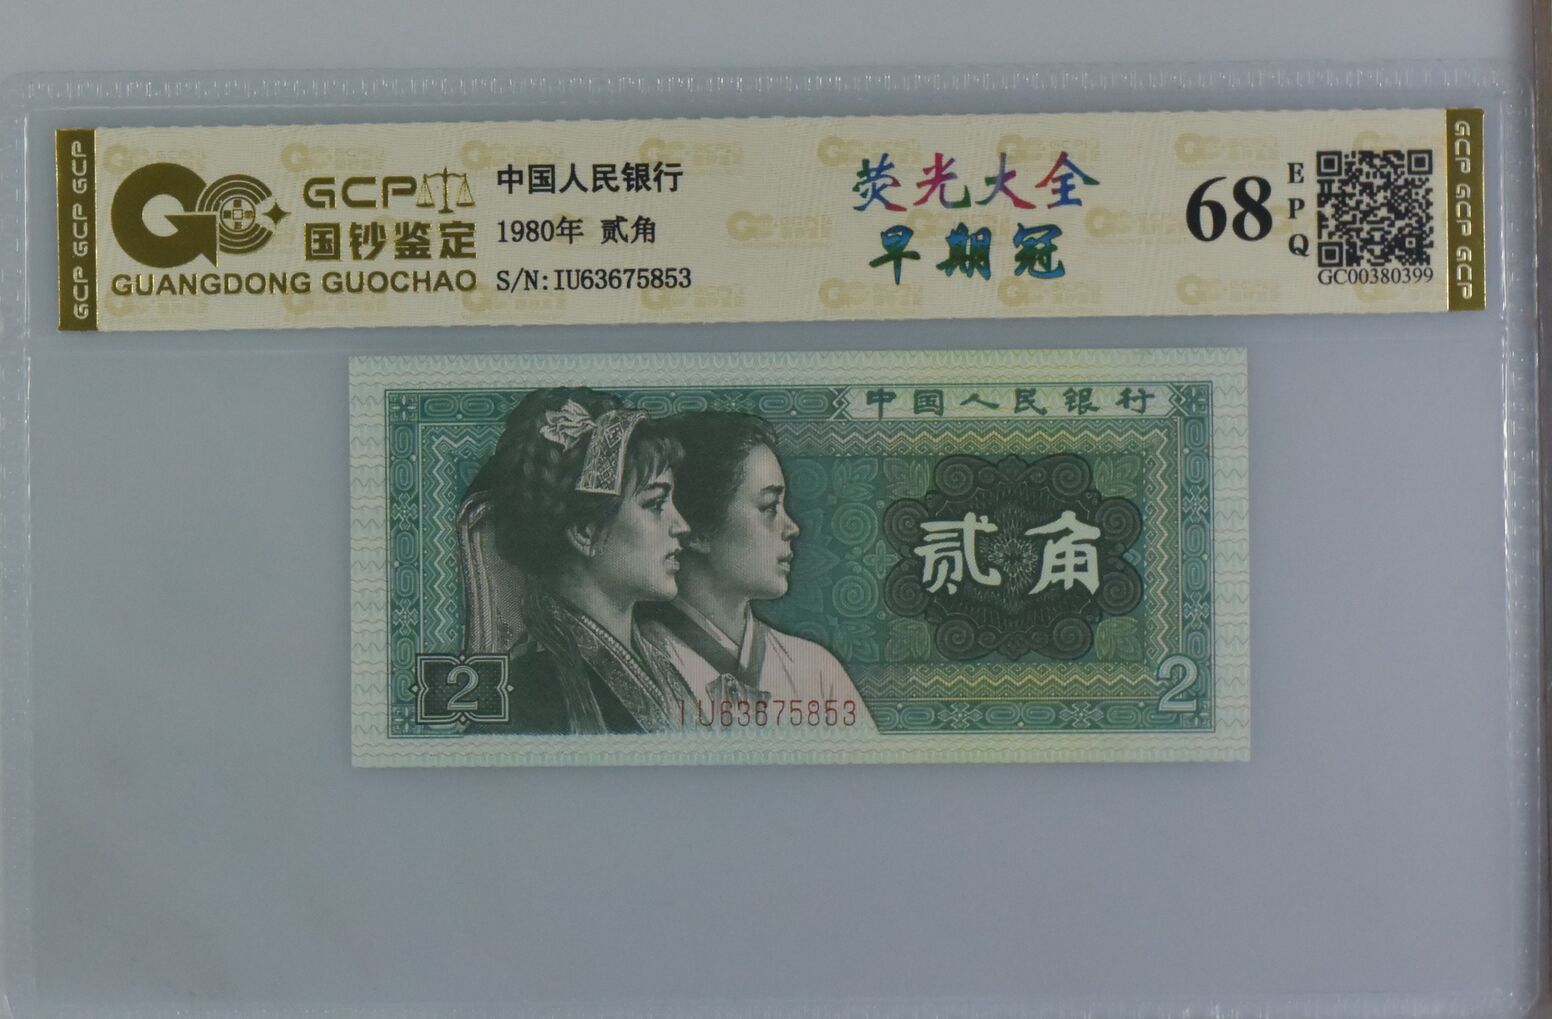 GCP GCP GCP
GCP
国钞鉴定
GUANGDONG GUOCHAO
中国人民银行
1980年 贰角
S/N:IU63675853
荧光大全
早期冠
68
EPQ
GC00380399
GCP GCP GCP
中国人民银行
贰角
2
2
IU63675853